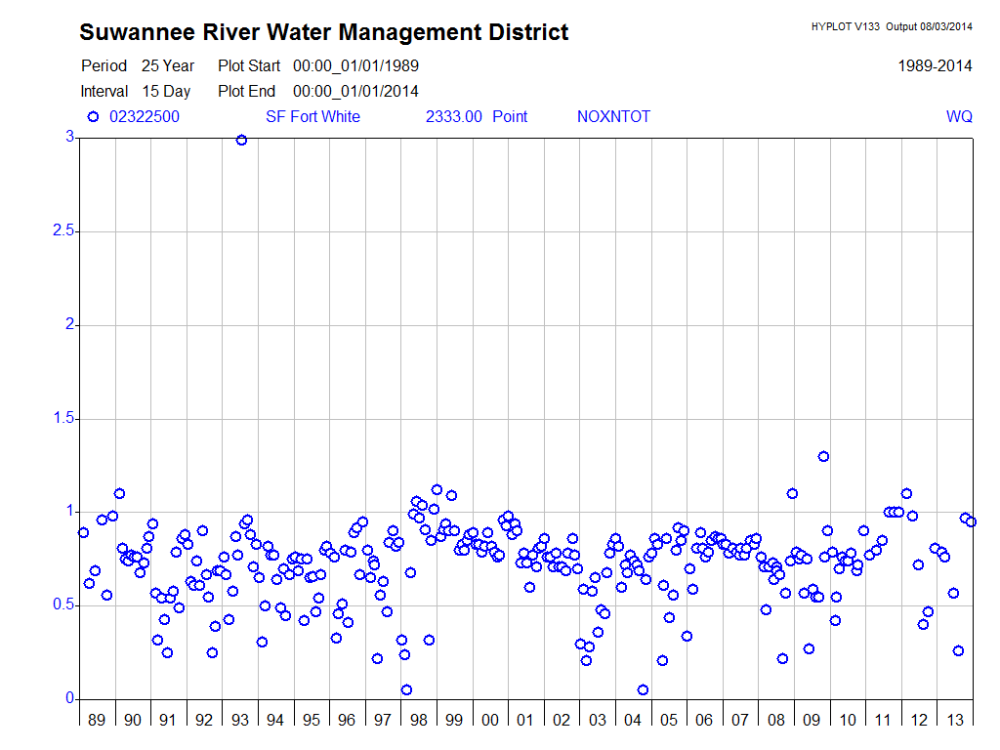 Suwannee River Water Management District
HYPLOT V133 Output 08/03/2014
Period 25 Year Plot Start 00:00_01/01/1989 1989-2014
Interval 15 Day Plot End 00:00_01/01/2014
02322500 SF Fort White 2333.00 Point NOXNTOT WQ
3
2.5
2
1.5
1
0.5
0
89 90 91 92 93 94 95 96 97 98 99 00 01 02 03 04 05 06 07 08 09 10 11 12 13